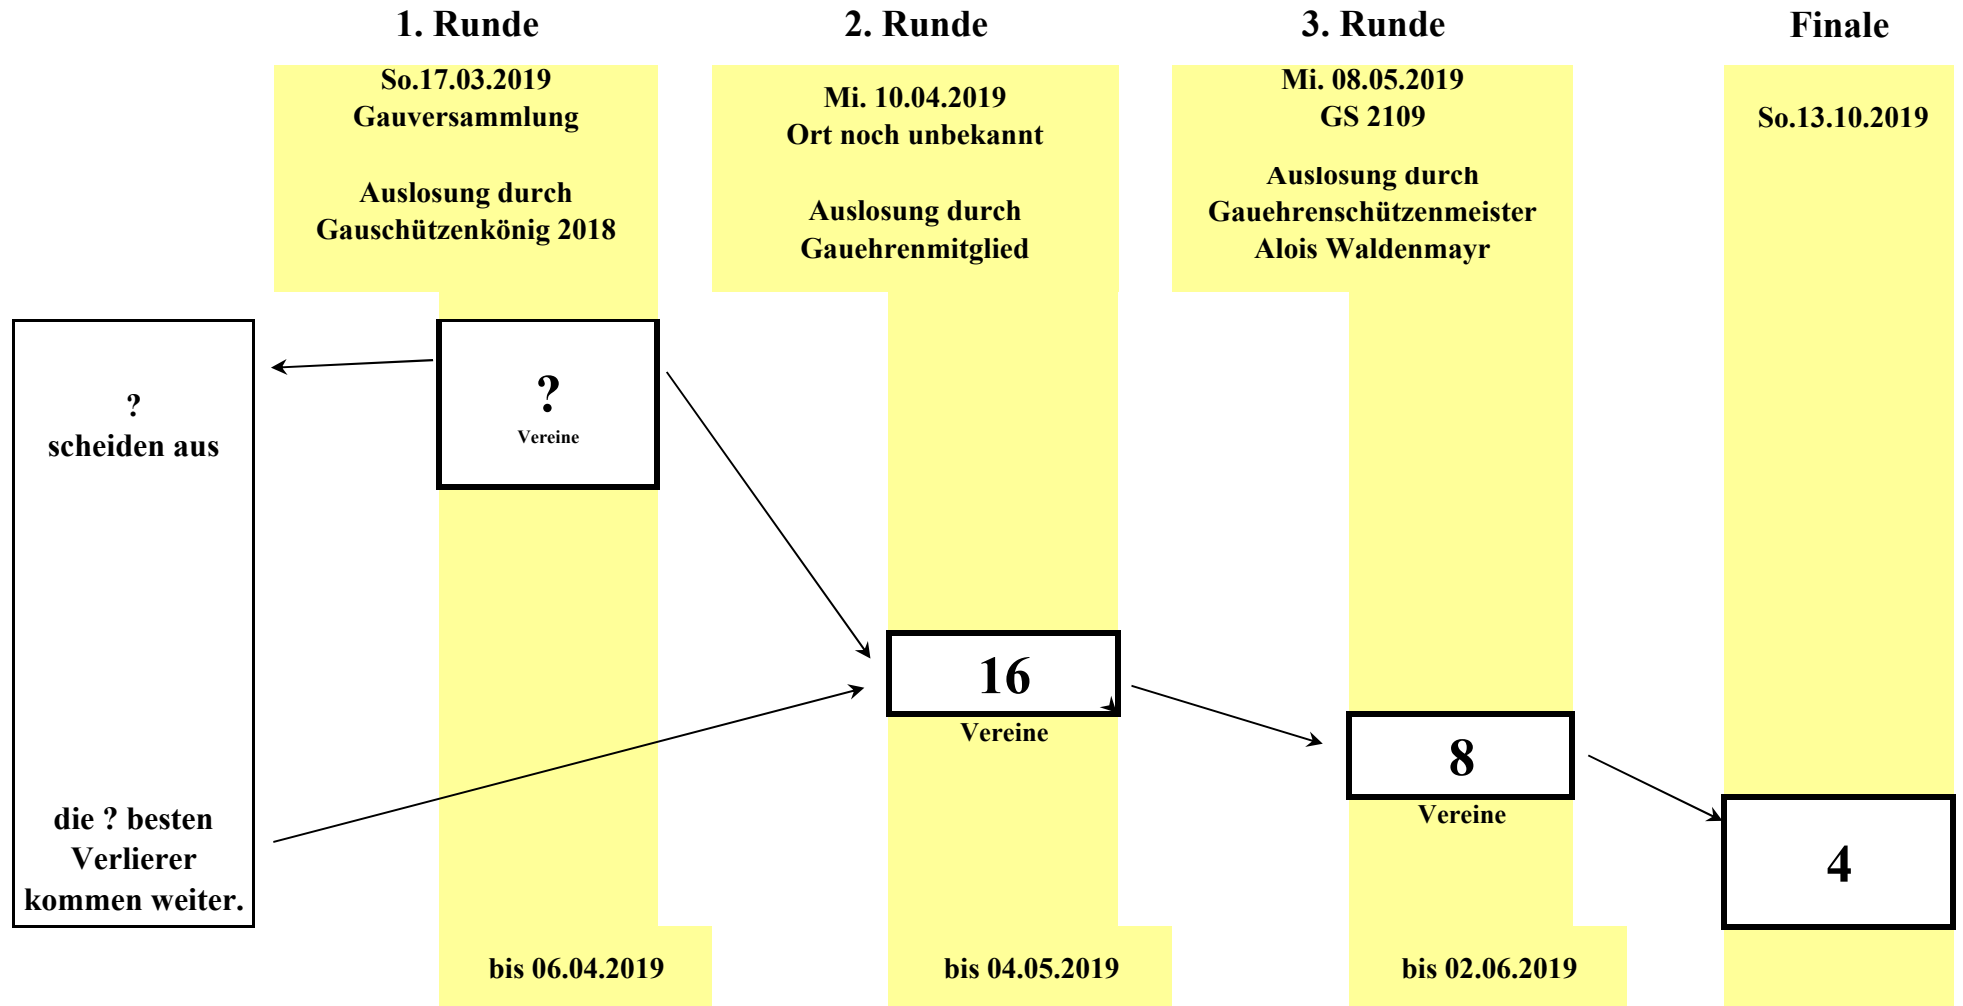 1. Runde
2. Runde
3. Runde
Finale
So.17.03.2019
Gauversammlung
Auslosung durch
Gauschützenkönig 2018
Mi. 10.04.2019
Ort noch unbekannt
Auslosung durch
Gauehrenmitglied
Mi. 08.05.2019
GS 2109
Auslosung durch
Gauehrenschützenmeister
Alois Waldenmayr
So.13.10.2019
?
scheiden aus
?
Vereine
16
Vereine
8
Vereine
4
die ? besten
Verlierer
kommen weiter.
bis 06.04.2019
bis 04.05.2019
bis 02.06.2019